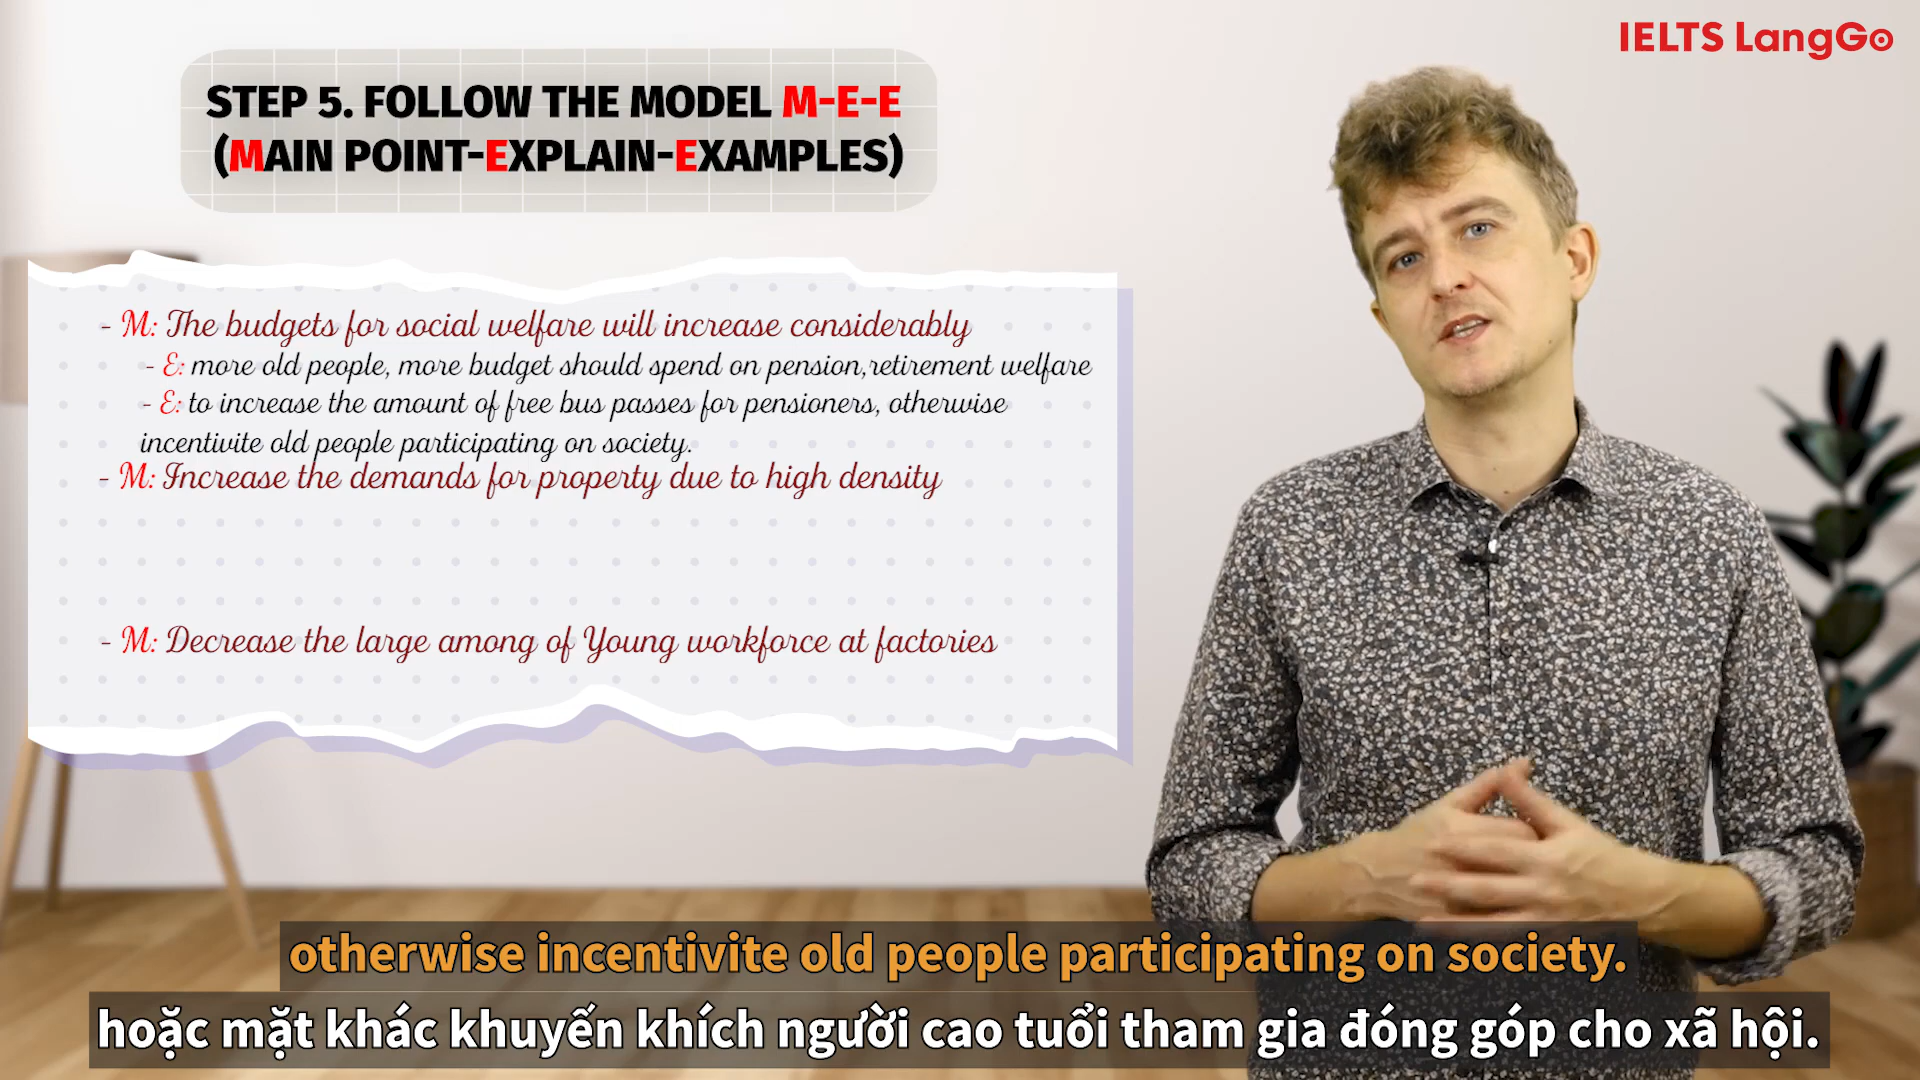 IELTS LangGo
STEP 5. FOLLOW THE MODEL M-E-E
(MAIN POINT-EXPLAIN-EXAMPLES)
- M: The budgets for social welfare will increase considerably
- E: more old people, more budget should spend on pension,retirement welfare
- E: to increase the amount of free bus passes for pensioners, otherwise
incentivite old people participating on society.
- M: Increase the demands for property due to high density
- M: Decrease the large among of Young workforce at factories
otherwise incentivite old people participating on society.
hoặc mặt khác khuyến khích người cao tuổi tham gia đóng góp cho xã hội.